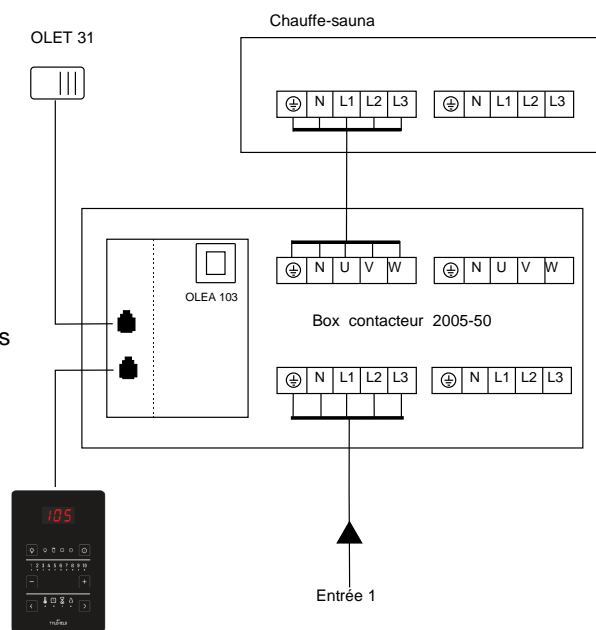 Chauffe-sauna
OLET 31
N L1 L2 L3 N L1 L2 L3
N U V W N U V W
OLEA 103
s
Box contacteur 2005-50
N L1 L2 L3 N L1 L2 L3
105
1 2 3 4 5 6 7 8 9 10
− +
< >
TYLÖHELO
Entrée 1